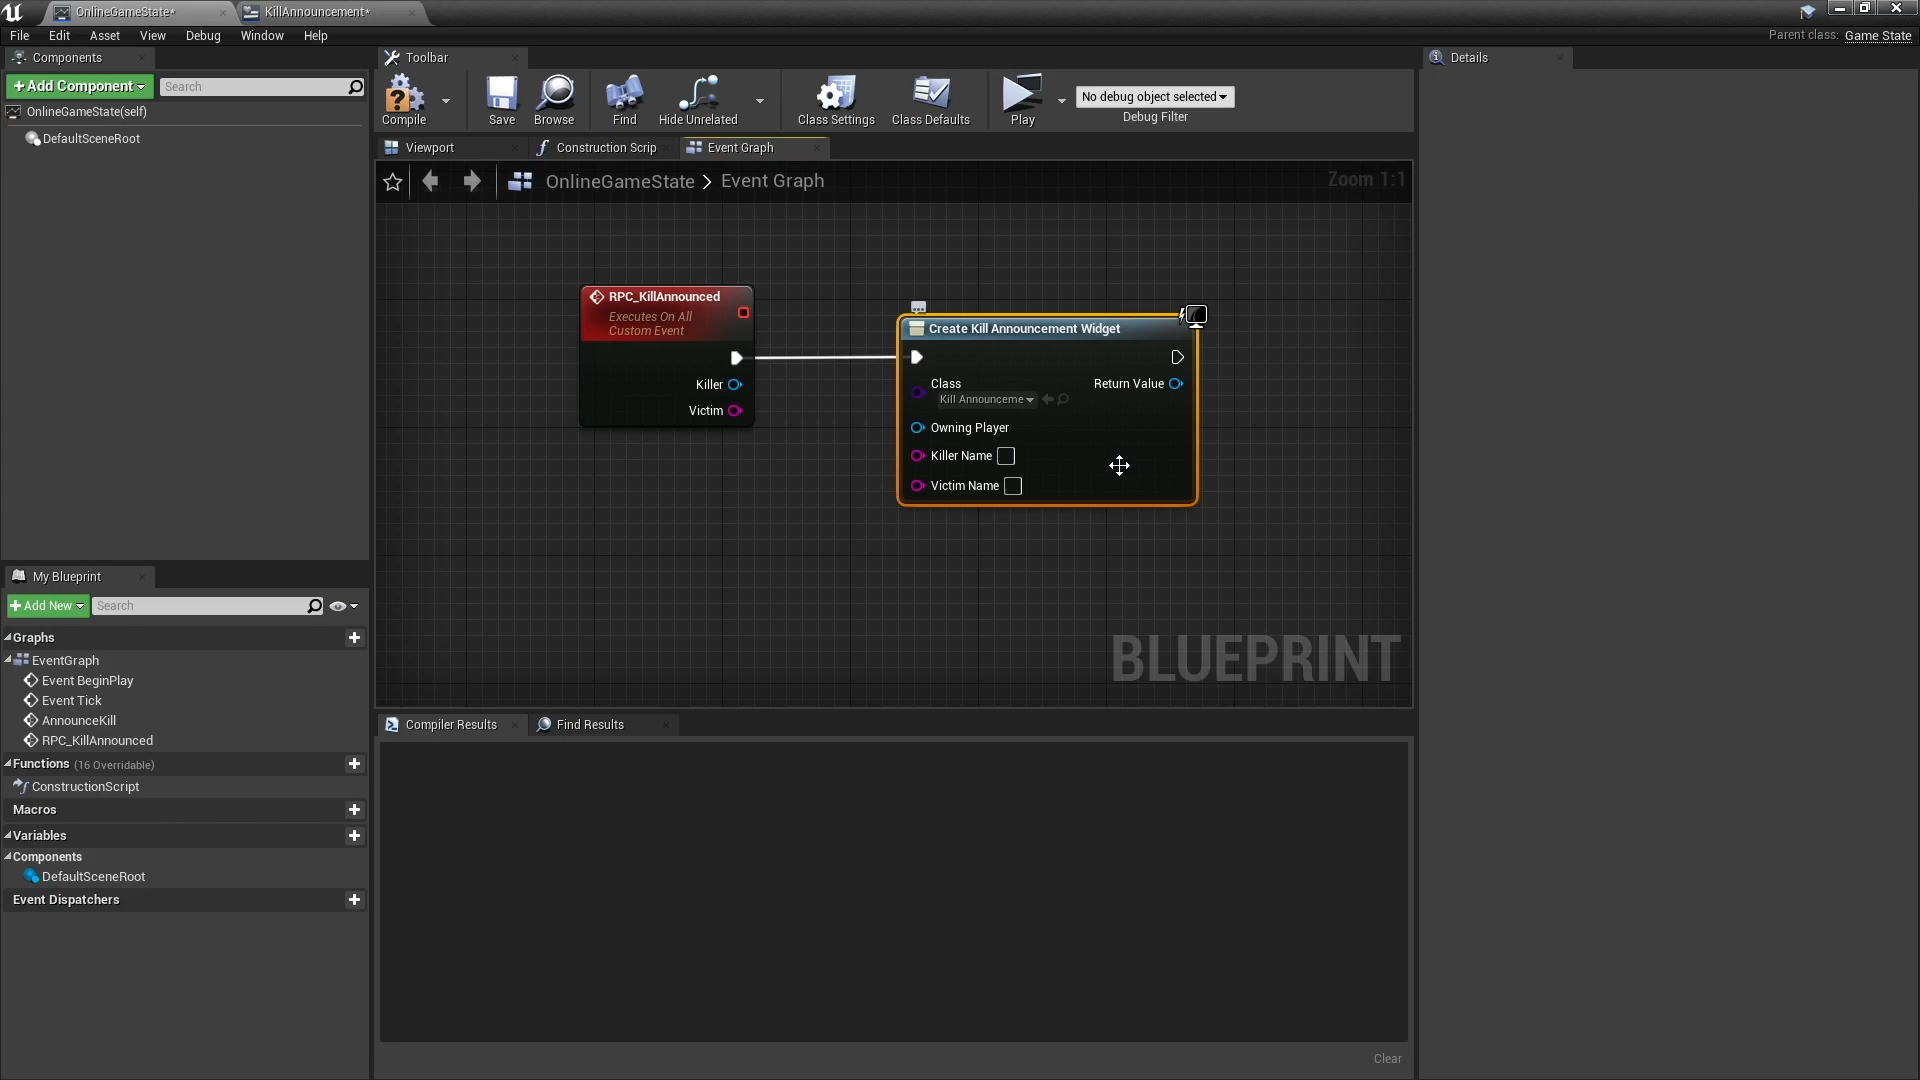 OnlineGameState*
KillAnnouncement*
File Edit Asset View Debug Window Help
Parent class: Game State
Components
+ Add Component
Search
OnlineGameState(self)
DefaultSceneRoot
Toolbar
Compile
Save
Browse
Find
Hide Unrelated
Class Settings
Class Defaults
Play
No debug object selected
Debug Filter
Details
Viewport
Construction Scrip
Event Graph
OnlineGameState > Event Graph
Zoom 1:1
RPC_KillAnnounced
Executes On All
Custom Event
Killer
Victim
Create Kill Announcement Widget
Class
Kill Announceme
Return Value
Owning Player
Killer Name
Victim Name
BLUEPRINT
My Blueprint
+ Add New
Search
Graphs
EventGraph
Event BeginPlay
Event Tick
AnnounceKill
RPC_KillAnnounced
Functions (16 Overridable)
ConstructionScript
Macros
Variables
Components
DefaultSceneRoot
Event Dispatchers
Compiler Results
Find Results
Clear